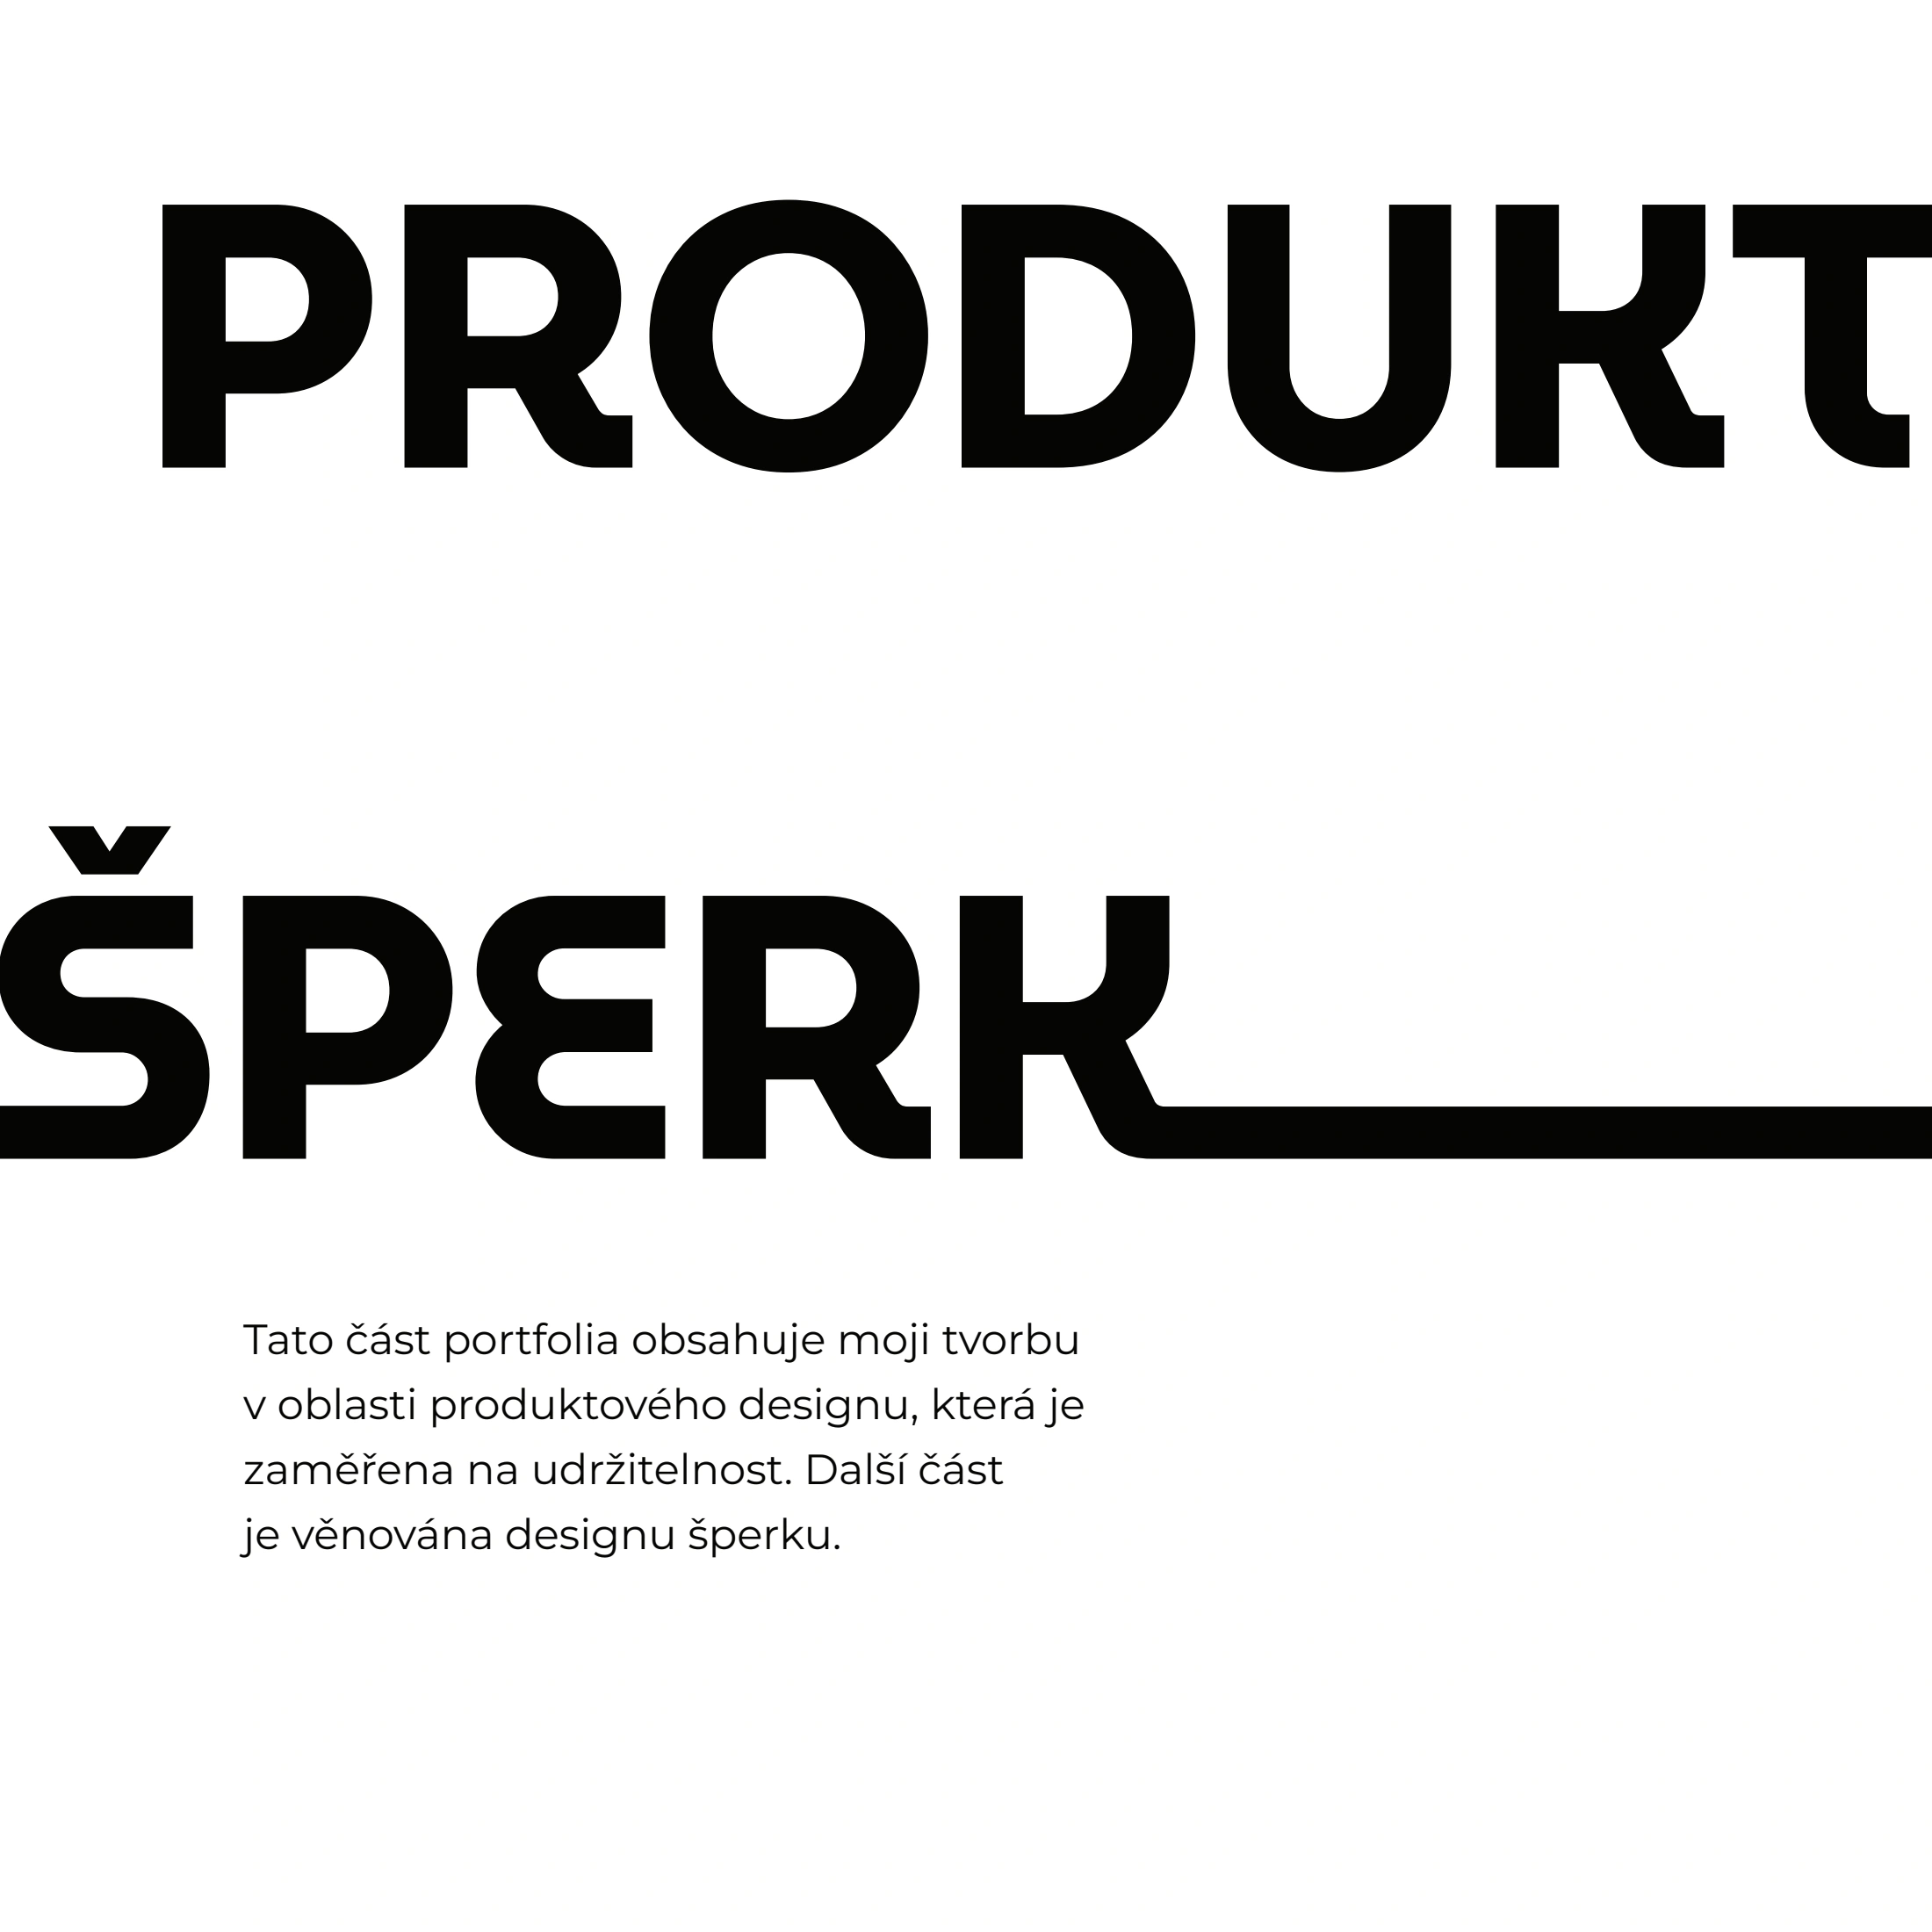 PRODUKT
ŠPERK
Tato část portfolia obsahuje moji tvorbu
v oblasti produktového designu, která je
zaměřena na udržitelnost. Další část
je věnována designu šperku.